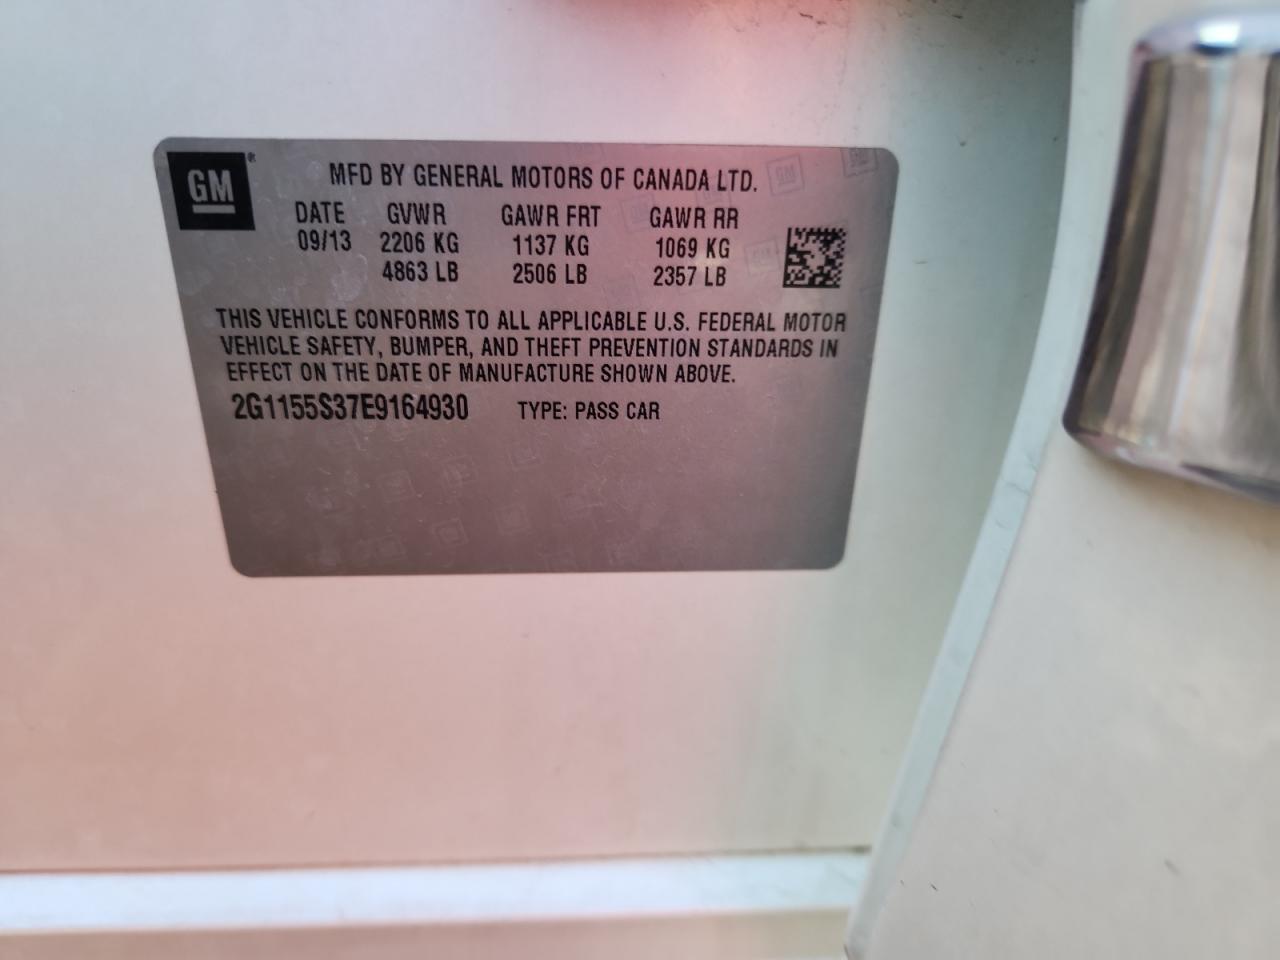 GM®
MFD BY GENERAL MOTORS OF CANADA LTD.
DATE GVWR GAWR FRT GAWR RR
09/13 2206 KG 1137 KG 1069 KG
4863 LB 2506 LB 2357 LB
THIS VEHICLE CONFORMS TO ALL APPLICABLE U.S. FEDERAL MOTOR
VEHICLE SAFETY, BUMPER, AND THEFT PREVENTION STANDARDS IN
EFFECT ON THE DATE OF MANUFACTURE SHOWN ABOVE.
2G1155S37E9164930 TYPE: PASS CAR